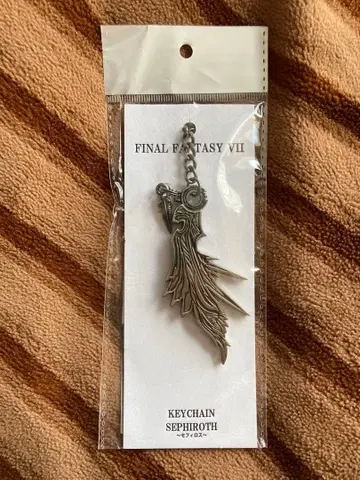 FINAL FANTASY VII
KEYCHAIN
SEPHIROTH
～セフィロス～